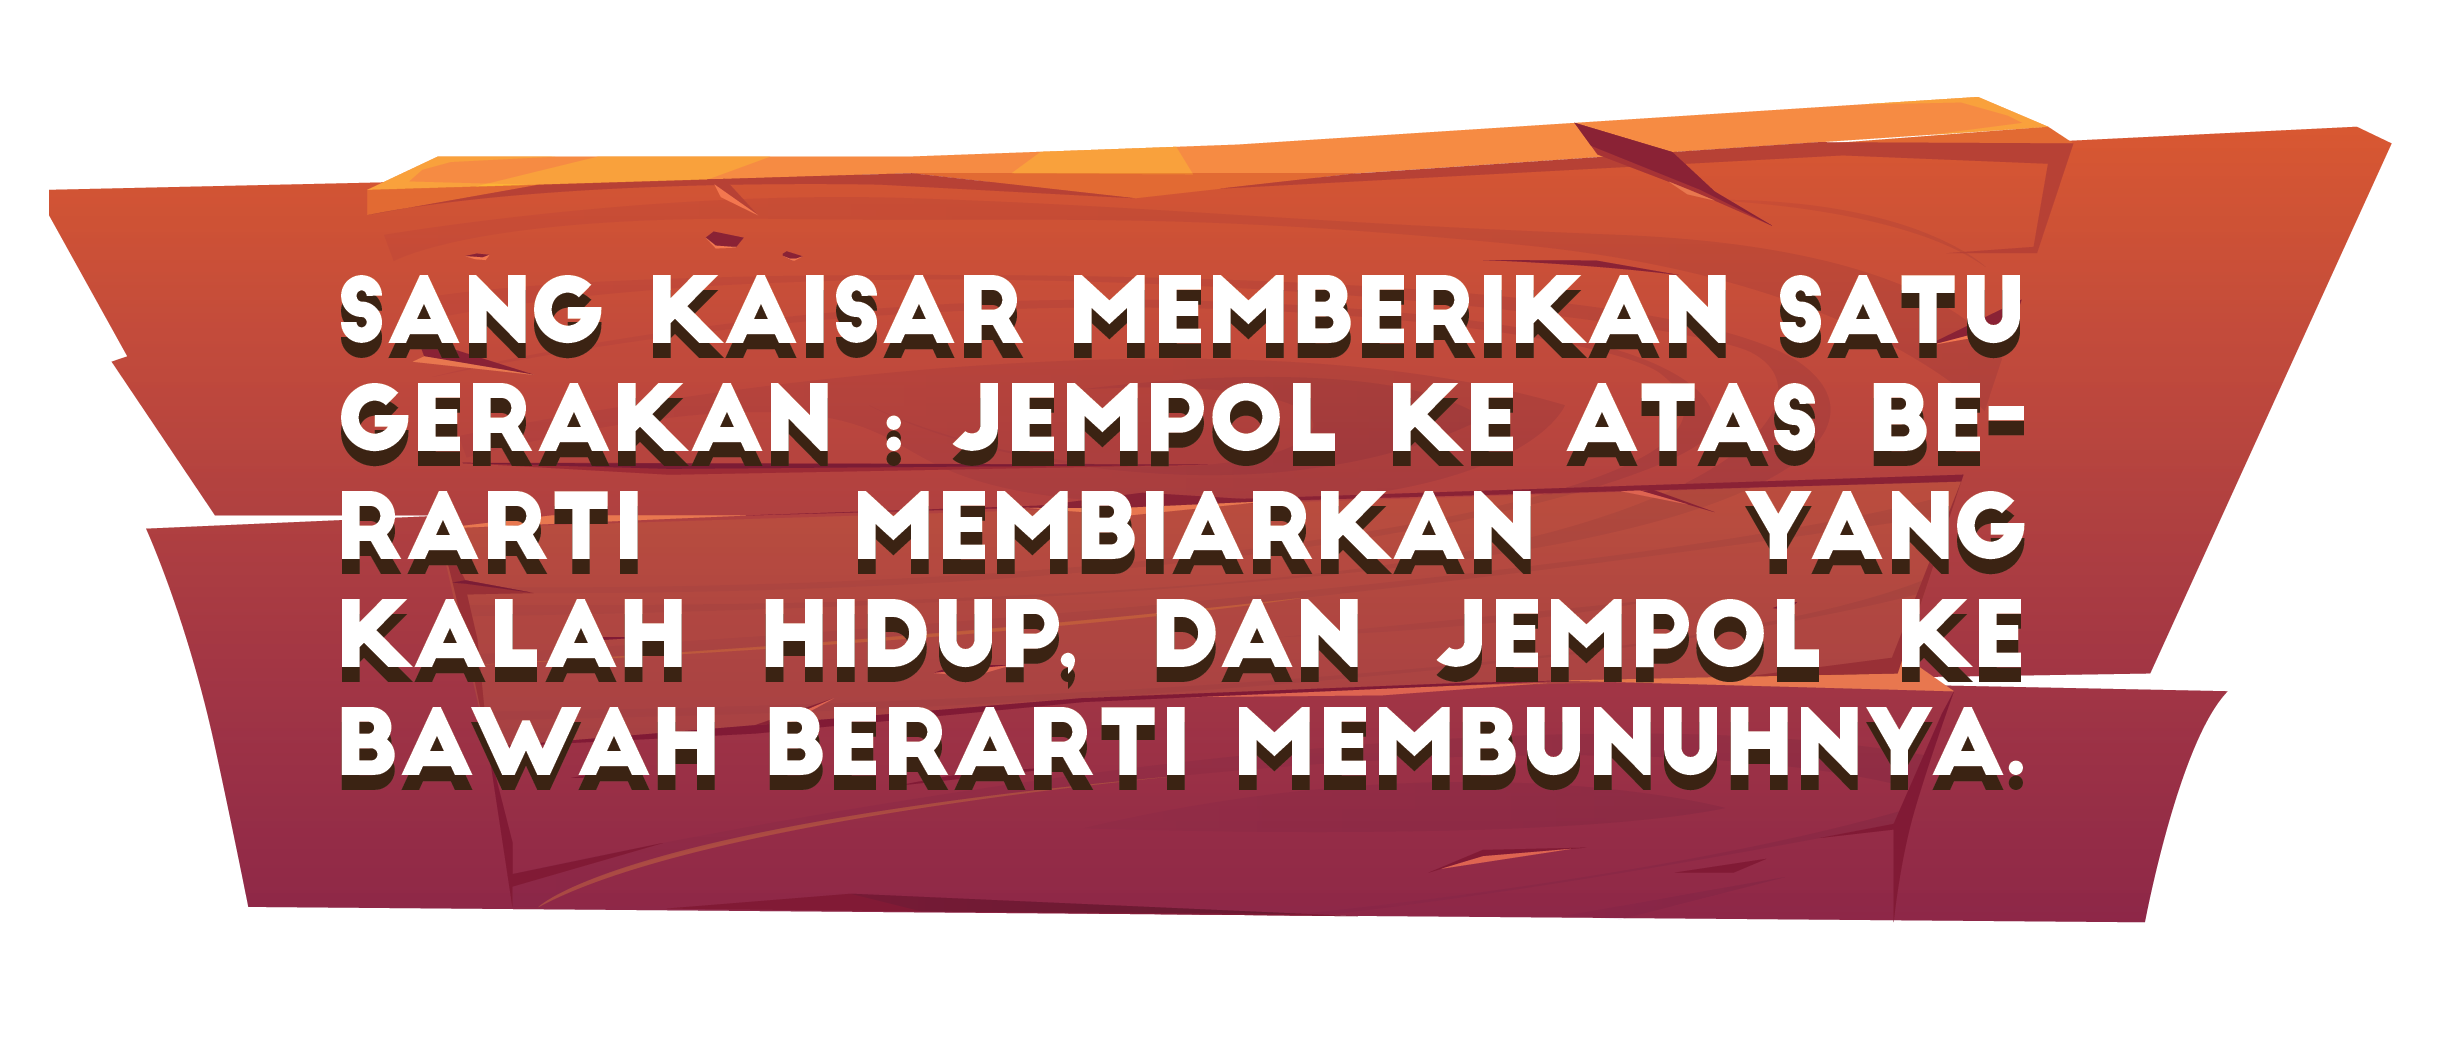 SANG KAISAR MEMBERIKAN SATU
GERAKAN : JEMPOL KE ATAS BE-
RARTI MEMBIARKAN YANG
KALAH HIDUP, DAN JEMPOL KE
BAWAH BERARTI MEMBUNUHNYA.